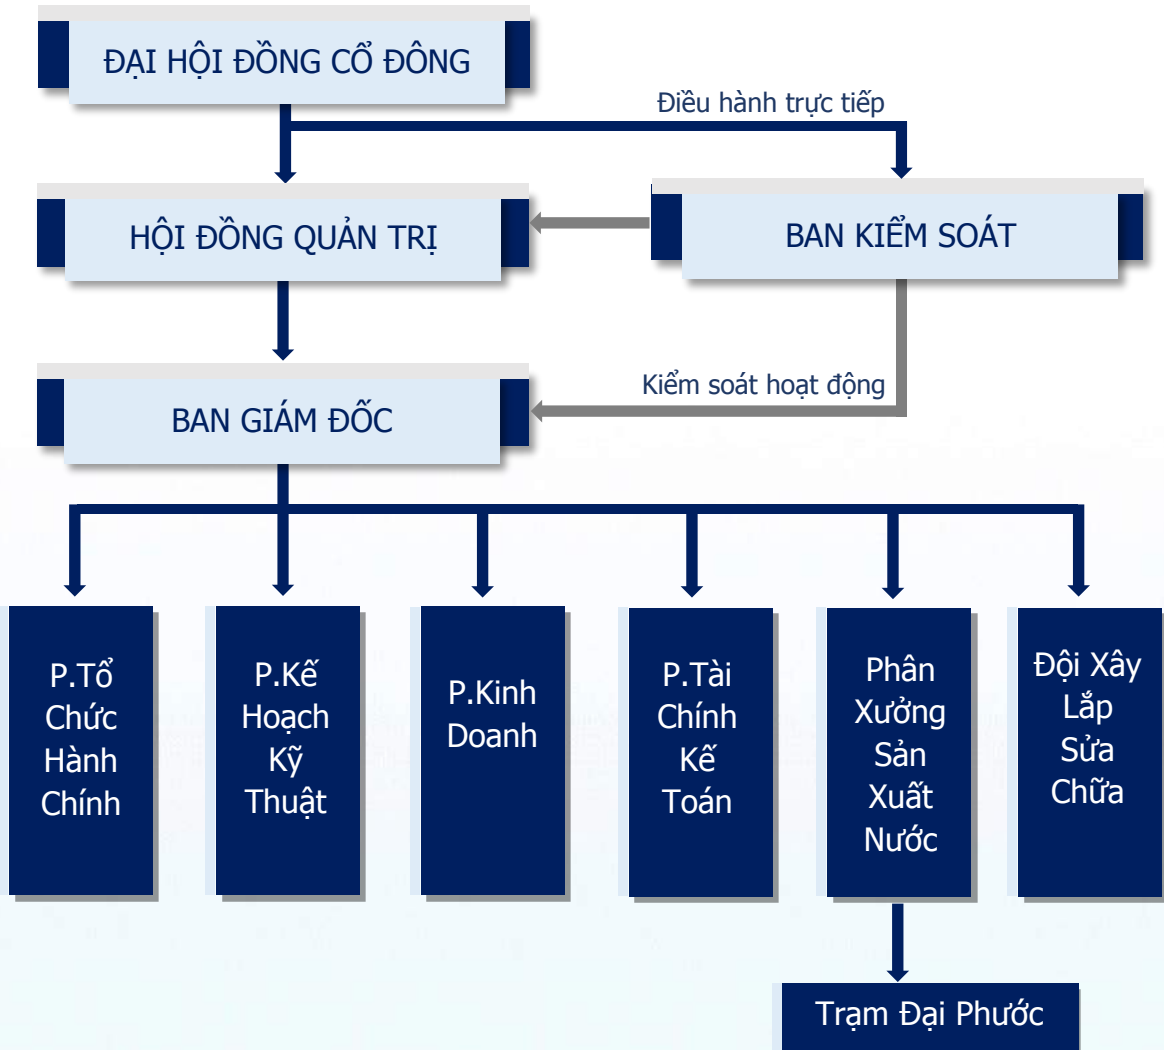 ĐẠI HỘI ĐỒNG CỔ ĐÔNG
Điều hành trực tiếp
HỘI ĐỒNG QUẢN TRỊ
BAN KIỂM SOÁT
Kiểm soát hoạt động
BAN GIÁM ĐỐC
P.Tổ
Chức
Hành
Chính
P.Kế
Hoạch
Kỹ
Thuật
P.Kinh
Doanh
P.Tài
Chính
Kế
Toán
Phân
Xưởng
Sản
Xuất
Nước
Đội Xây
Lắp
Sửa
Chữa
Trạm Đại Phước